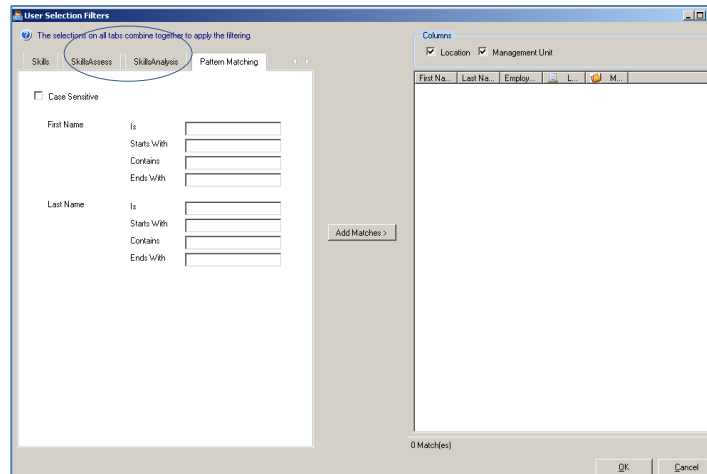 User Selection Filters
The selections on all tabs combine together to apply the filtering.
Skills SkillsAssess SkillsAnalysis Pattern Matching
Case Sensitive
First Name Is
Starts With
Contains
Ends With
Last Name Is
Starts With
Contains
Ends With
Add Matches >
Columns
Location Management Unit
First Na... Last Na... Employ... L... M...
0 Match(es)
OK Cancel